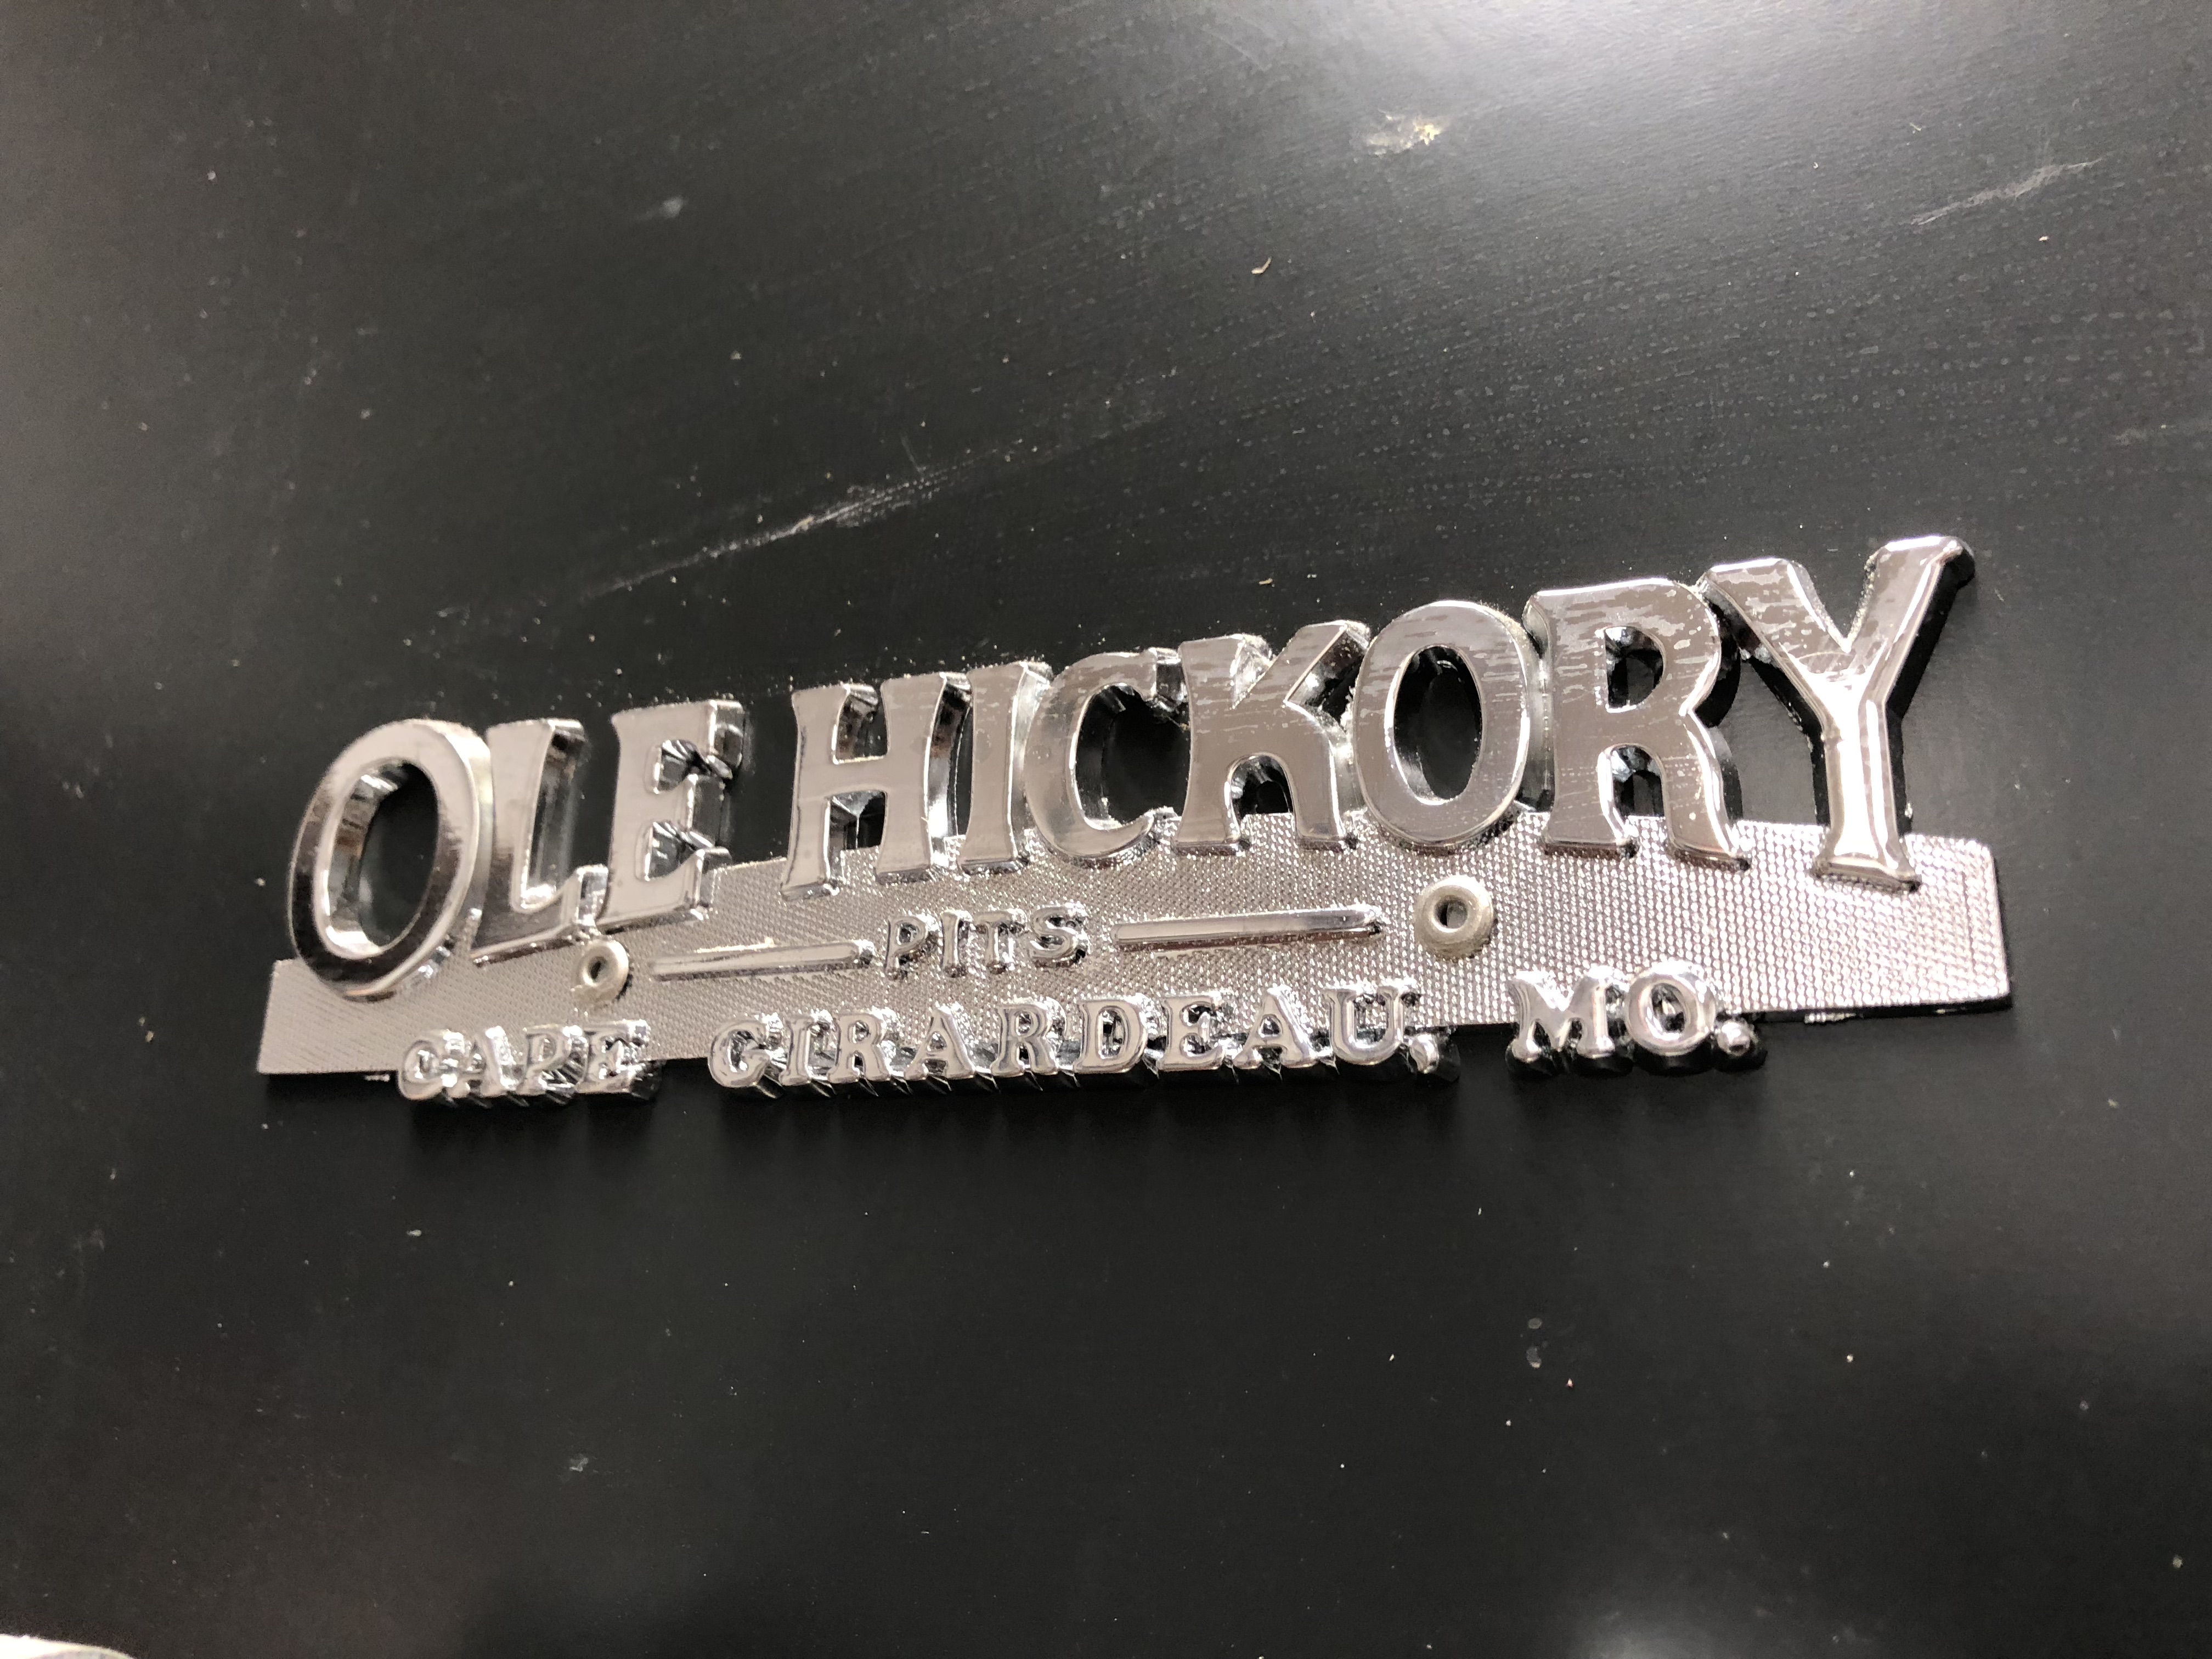 OLE HICKORY
PITS
CAPE GIRARDEAU, MO.